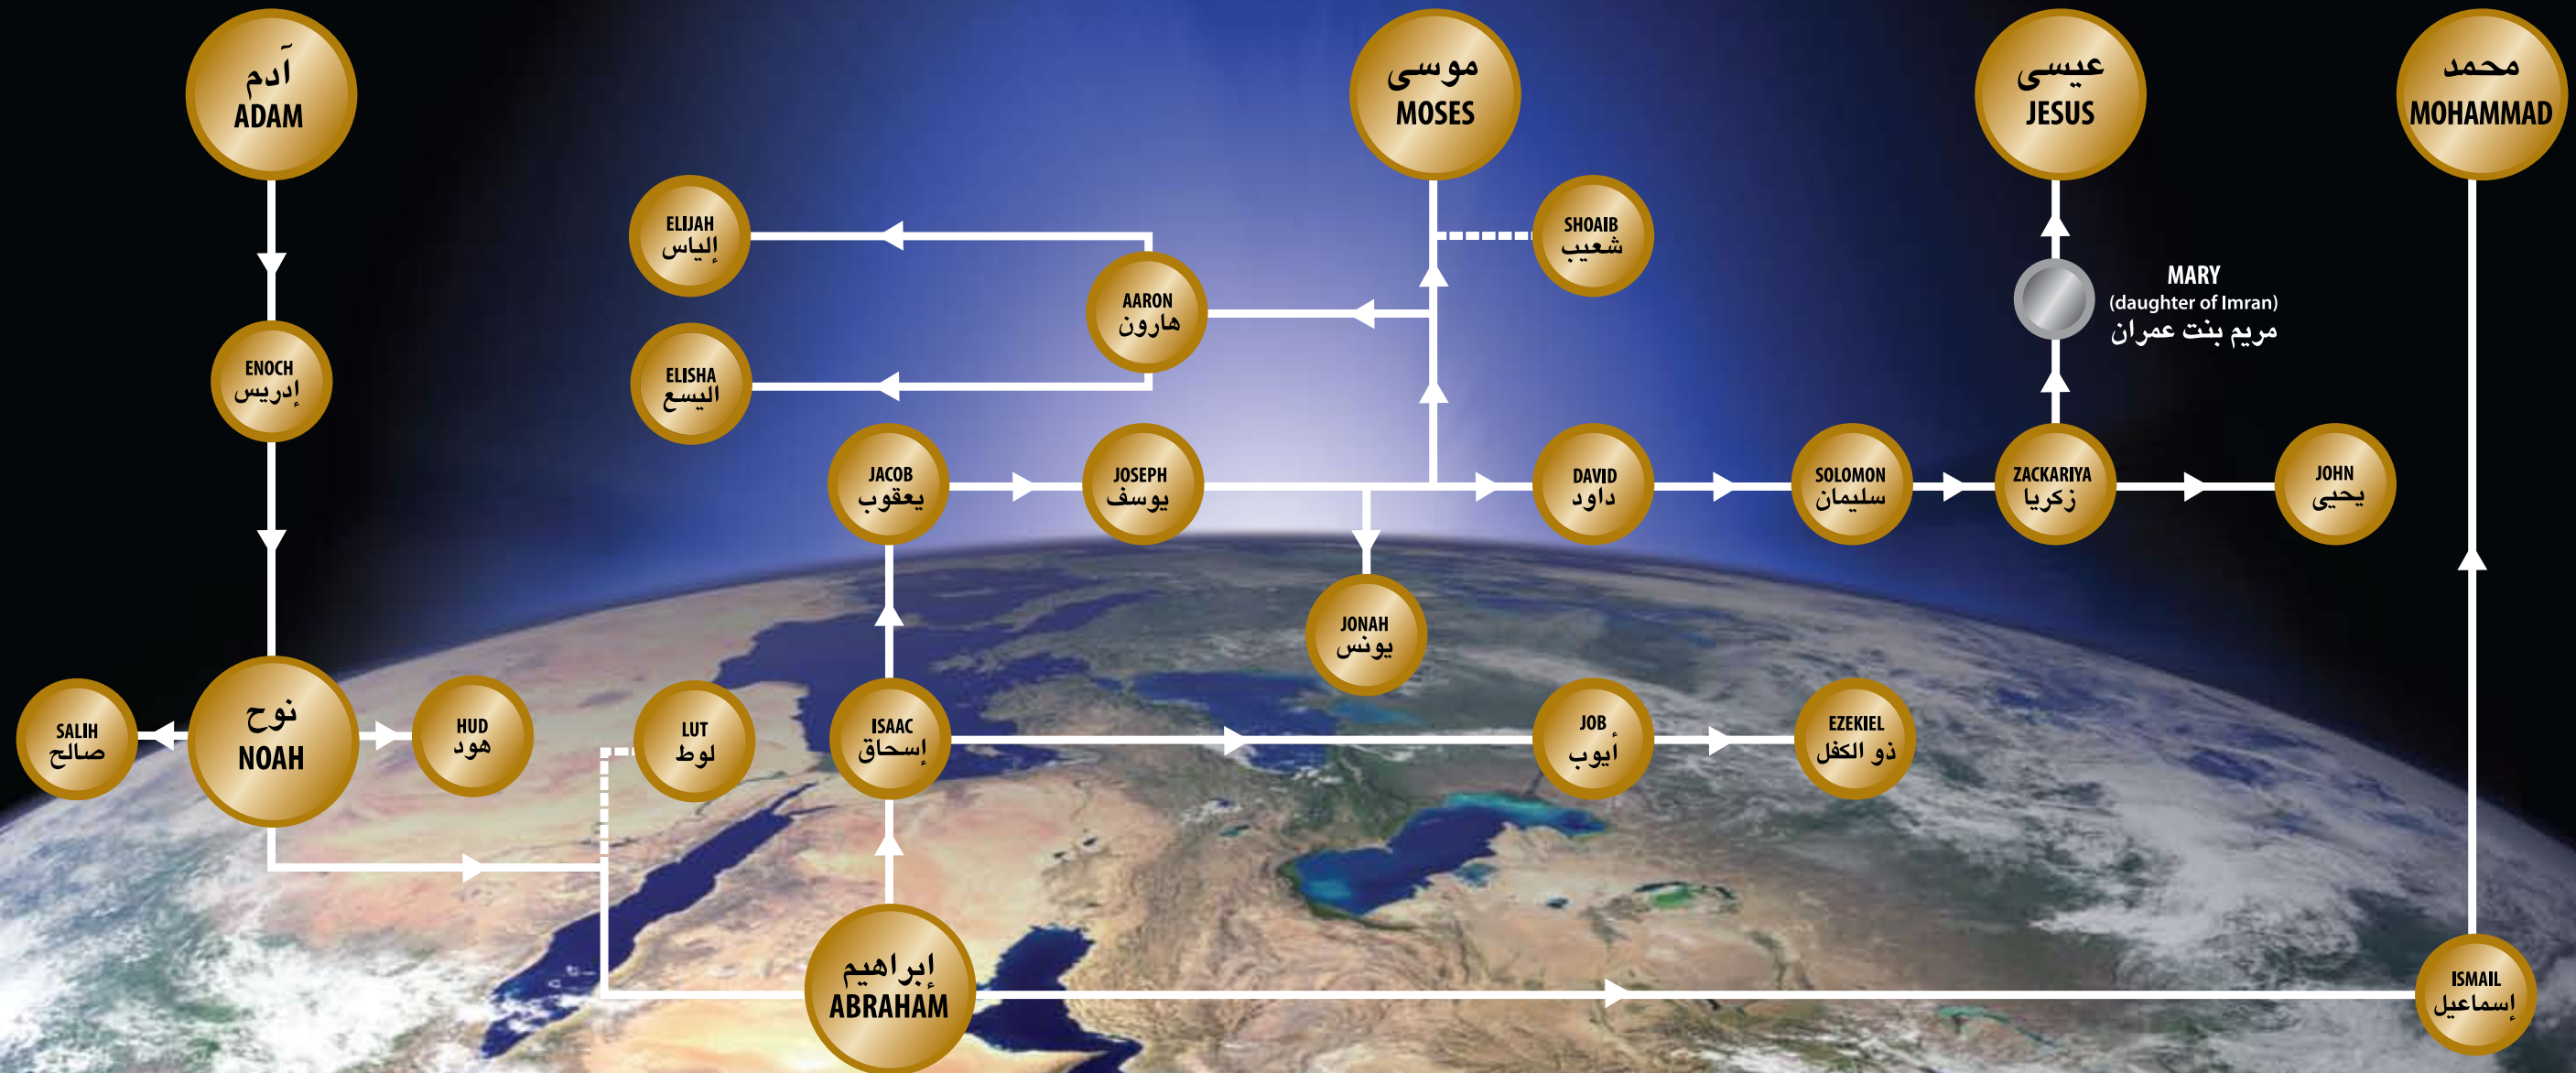 آدم
ADAM
موسى
MOSES
عيسى
JESUS
محمد
MOHAMMAD
ELIJAH
إلياس
SHOAIB
شعيب
AARON
هارون
MARY
(daughter of Imran)
مريم بنت عمران
ENOCH
إدريس
ELISHA
اليسع
JACOB
يعقوب
JOSEPH
يوسف
DAVID
داود
SOLOMON
سليمان
ZACKARIYA
زكريا
JOHN
يحيى
JONAH
يونس
SALIH
صالح
نوح
NOAH
HUD
هود
LUT
لوط
ISAAC
إسحاق
JOB
أيوب
EZEKIEL
ذو الكفل
إبراهيم
ABRAHAM
ISMAIL
إسماعيل